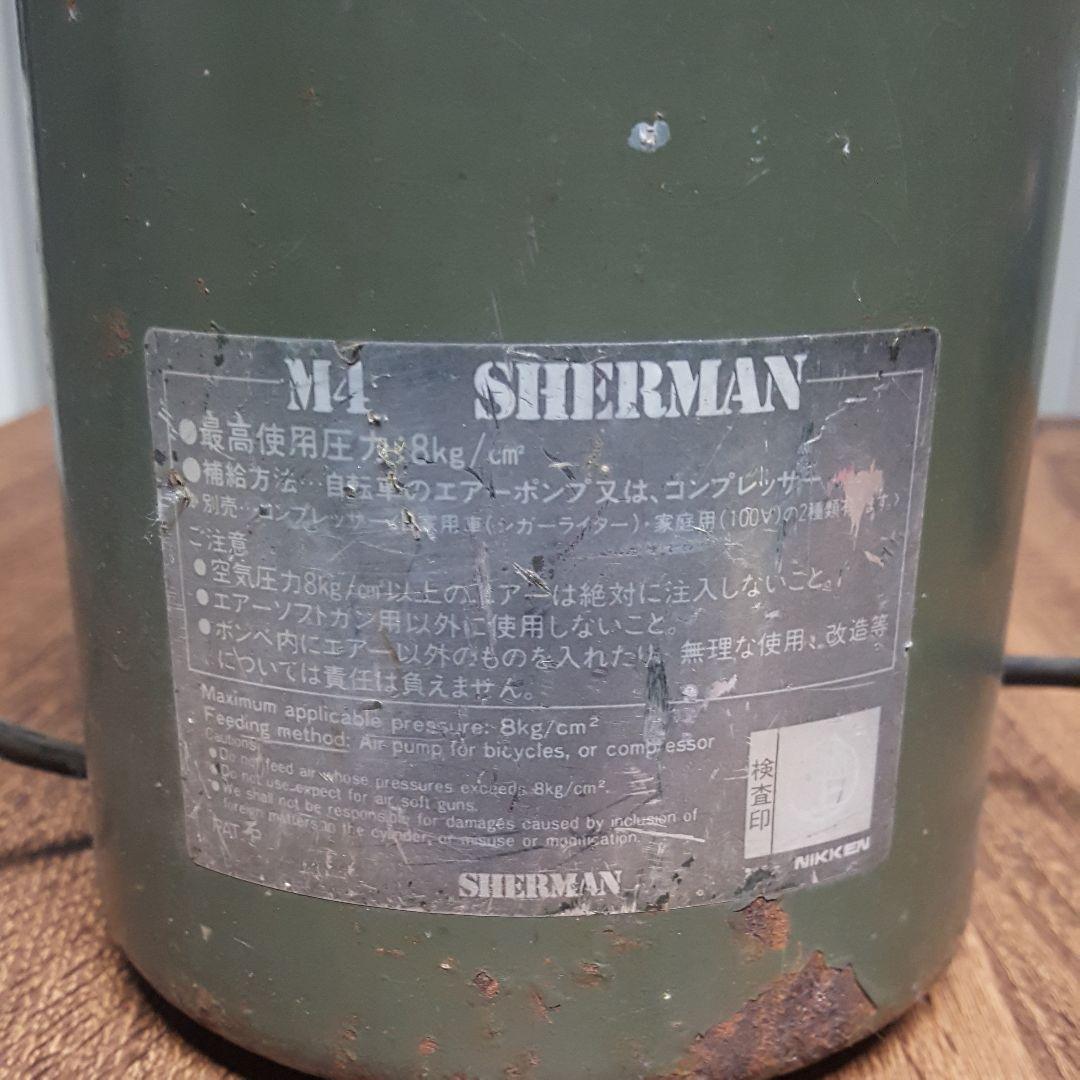 M4 SHERMAN
●最高使用圧力 8kg/cm²
●補給方法…自転車のエアーポンプ又は、コンプレッサー
別売…コンプレッサー 家用車(シガーライター)・家庭用(100V)の2種類有 ます。)
ご注意
●空気圧力8kg/cm²以上のエアーは絶対に注入しないこと。
●エアーソフトガン用以外に使用しないこと。
●ボンベ内にエアー以外のものを入れたり、無理な使用、改造等
については責任は負えません。
Maximum applicable pressure: 8kg/cm²
Feeding method: Air pump for bicycles, or compressor
Cautions:
●Do not feed air whose pressures exceeds 8kg/cm².
●Do not use expect for air soft guns.
●We shall not be responsible for damages caused by inclusion of
foreign matters in the cylinder, or misuse or modification.
PAT
検査印
NIKKEN
SHERMAN